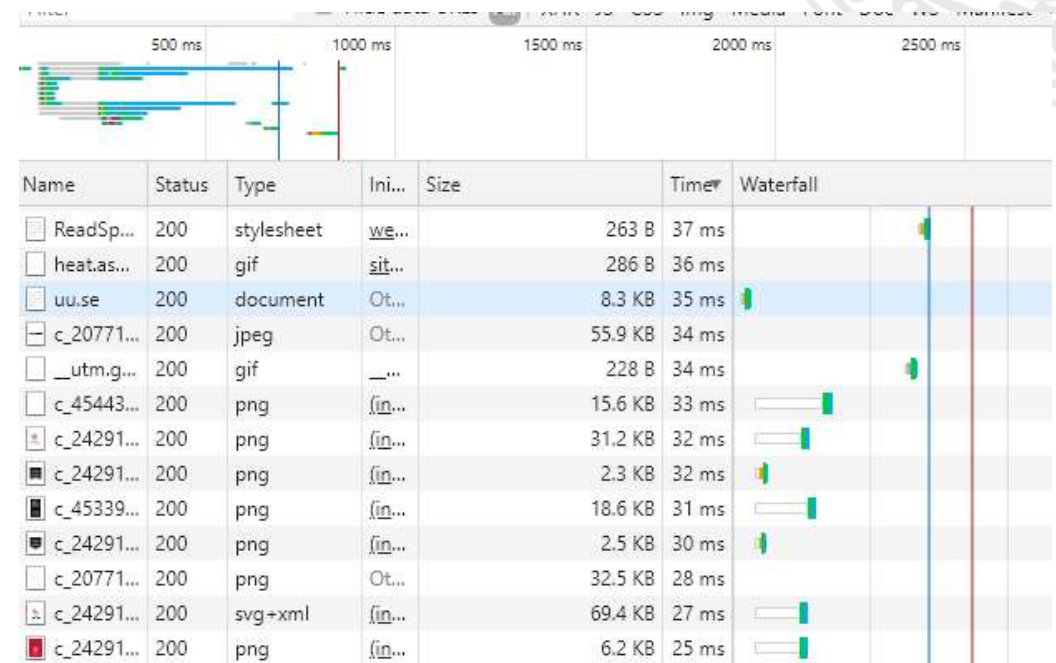 500 ms 1000 ms 1500 ms 2000 ms 2500 ms
Name Status Type Ini... Size Time Waterfall
ReadSp... 200 stylesheet we... 263 B 37 ms
heat.as... 200 gif sit... 286 B 36 ms
uu.se 200 document Ot... 8.3 KB 35 ms
c_20771... 200 jpeg Ot... 55.9 KB 34 ms
__utm.g... 200 gif __... 228 B 34 ms
c_45443... 200 png (in... 15.6 KB 33 ms
c_24291... 200 png (in... 31.2 KB 32 ms
c_24291... 200 png (in... 2.3 KB 32 ms
c_45339... 200 png (in... 18.6 KB 31 ms
c_24291... 200 png (in... 2.5 KB 30 ms
c_20771... 200 png Ot... 32.5 KB 28 ms
c_24291... 200 svg+xml (in... 69.4 KB 27 ms
c_24291... 200 png (in... 6.2 KB 25 ms